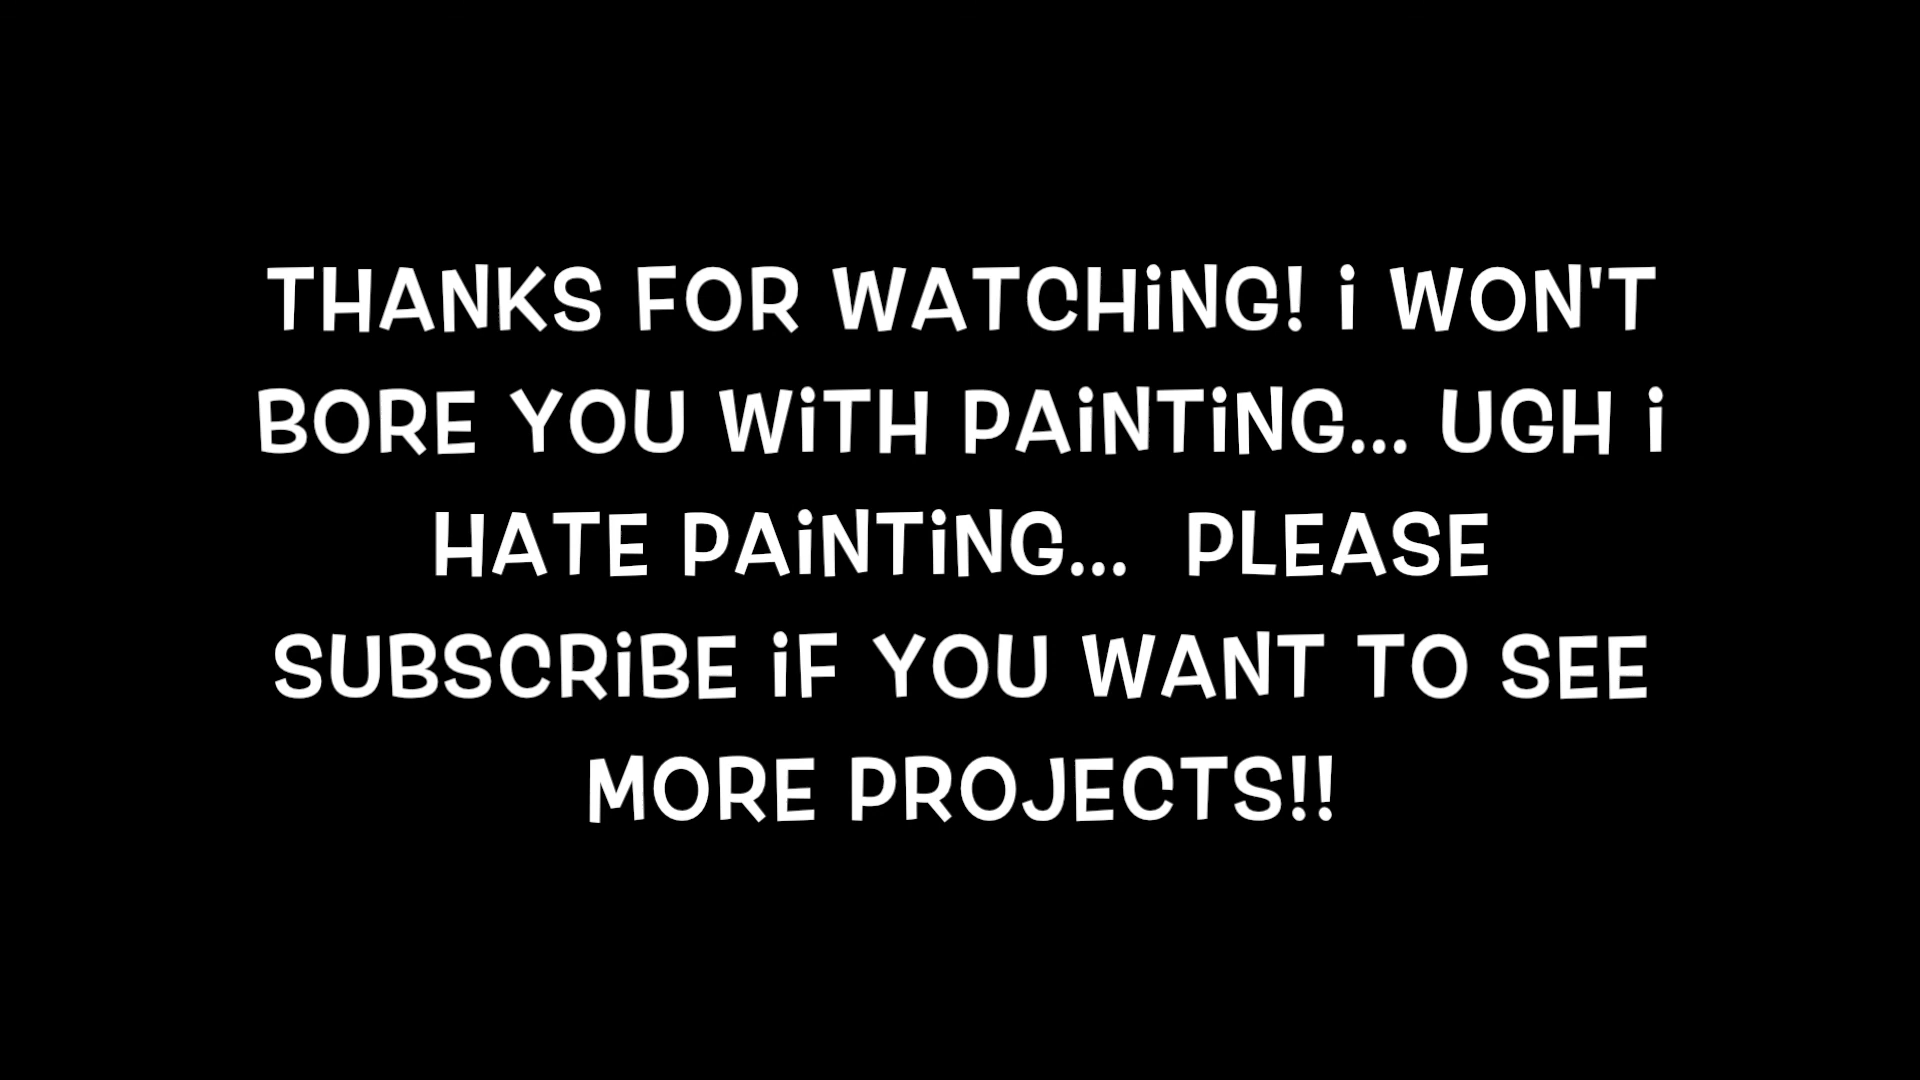 THANKS FOR WATCHiNG! i WON'T
BORE YOU WiTH PAiNTiNG... UGH i
HATE PAiNTiNG...  PLEASE
SUBSCRiBE iF YOU WANT TO SEE
MORE PROJECTS!!